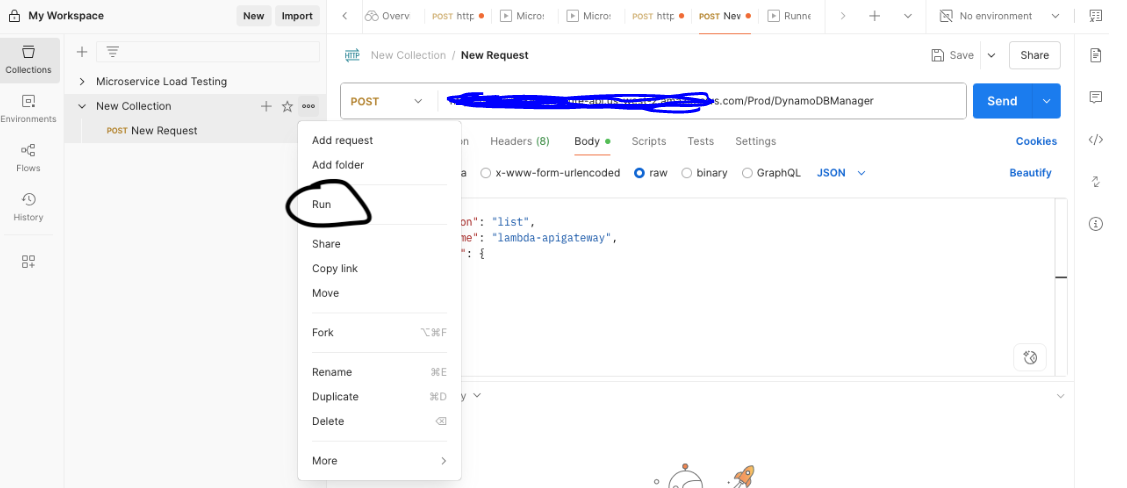 My Workspace
New
Import
Overv
POST http
Micros
Micros
POST http
POST Nev
Runne
No environment
Collections
Environments
Flows
History
Microservice Load Testing
New Collection
POST New Request
HTTP
New Collection / New Request
Save
Share
POST
s.com/Prod/DynamoDBManager
Send
on
Headers (8)
Body
Scripts
Tests
Settings
Cookies
a
x-www-form-urlencoded
raw
binary
GraphQL
JSON
Beautify
on": "list",
me": "lambda-apigateway",
": {
y
Add request
Add folder
Run
Share
Copy link
Move
Fork ⌥⌘F
Rename ⌘E
Duplicate ⌘D
Delete ⌫
More